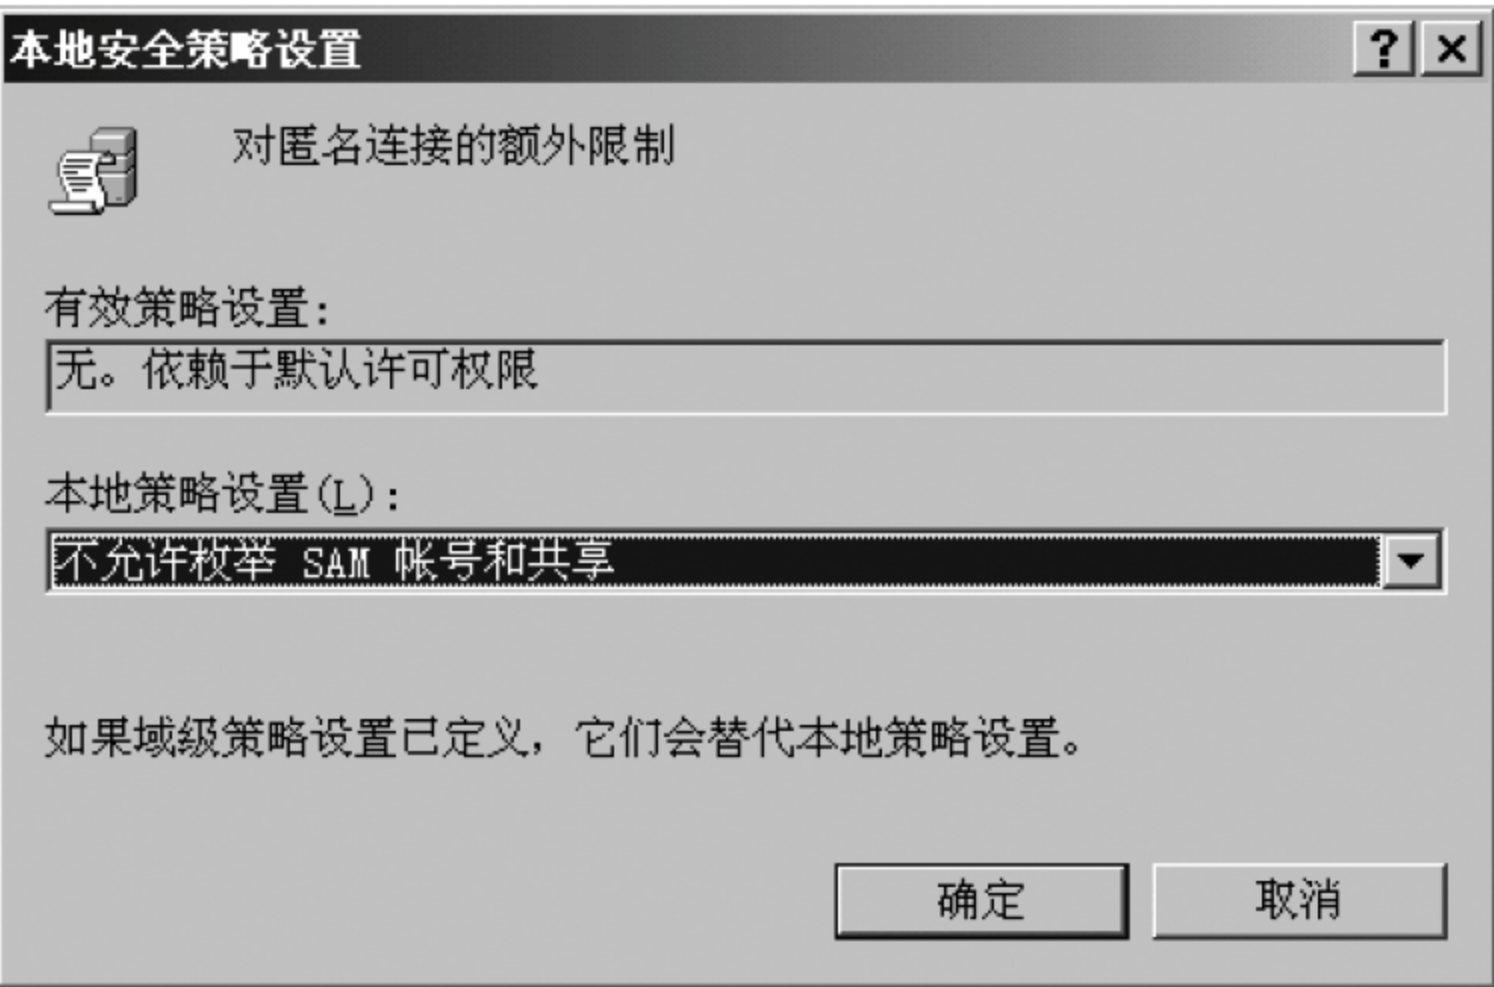 本地安全策略设置
对匿名连接的额外限制
有效策略设置:
无。依赖于默认许可权限
本地策略设置(L):
不允许枚举 SAM 帐号和共享
如果域级策略设置已定义，它们会替代本地策略设置。
确定 取消